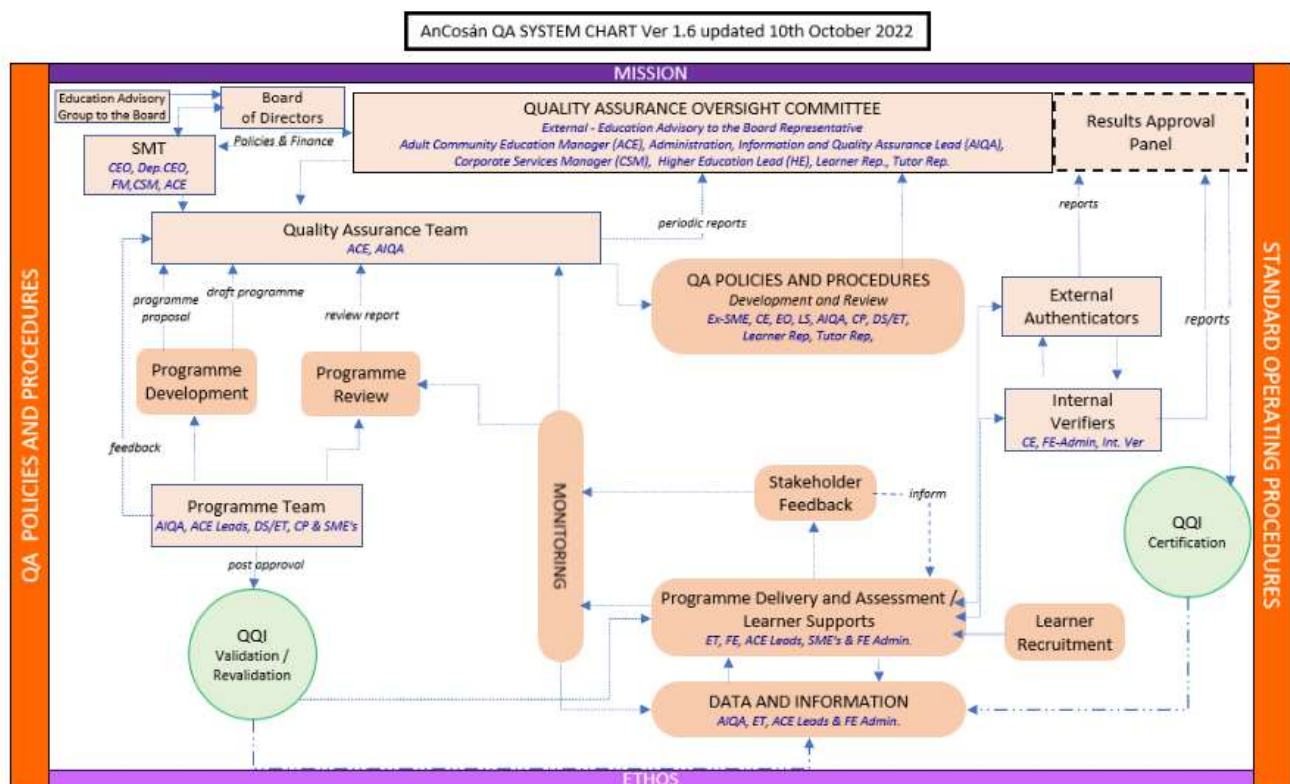 AnCosán QA SYSTEM CHART Ver 1.6 updated 10th October 2022
MISSION
Education Advisory
Group to the Board
Board
of Directors
Policies & Finance
SMT
CEO, Dep.CEO,
FM,CSM, ACE
QUALITY ASSURANCE OVERSIGHT COMMITTEE
External - Education Advisory to the Board Representative
Adult Community Education Manager (ACE), Administration, Information and Quality Assurance Lead (AIQA),
Corporate Services Manager (CSM), Higher Education Lead (HE), Learner Rep., Tutor Rep.
Results Approval
Panel
Quality Assurance Team
ACE, AIQA
periodic reports
reports
programme
proposal
draft programme
review report
QA POLICIES AND PROCEDURES
Development and Review
Ex-SME, CE, EO, LS, AIQA, CP, DS/ET,
Learner Rep, Tutor Rep,
External
Authenticators
reports
Programme
Development
Programme
Review
Internal
Verifiers
CE, FE-Admin, Int. Ver
feedback
MONITORING
Stakeholder
Feedback
inform
Programme Team
AIQA, ACE Leads, DS/ET, CP & SME's
post approval
QQI
Certification
QQI
Validation /
Revalidation
Programme Delivery and Assessment /
Learner Supports
ET, FE, ACE Leads, SME's & FE Admin.
Learner
Recruitment
DATA AND INFORMATION
AIQA, ET, ACE Leads & FE Admin.
QA POLICIES AND PROCEDURES
STANDARD OPERATING PROCEDURES
ETHOS